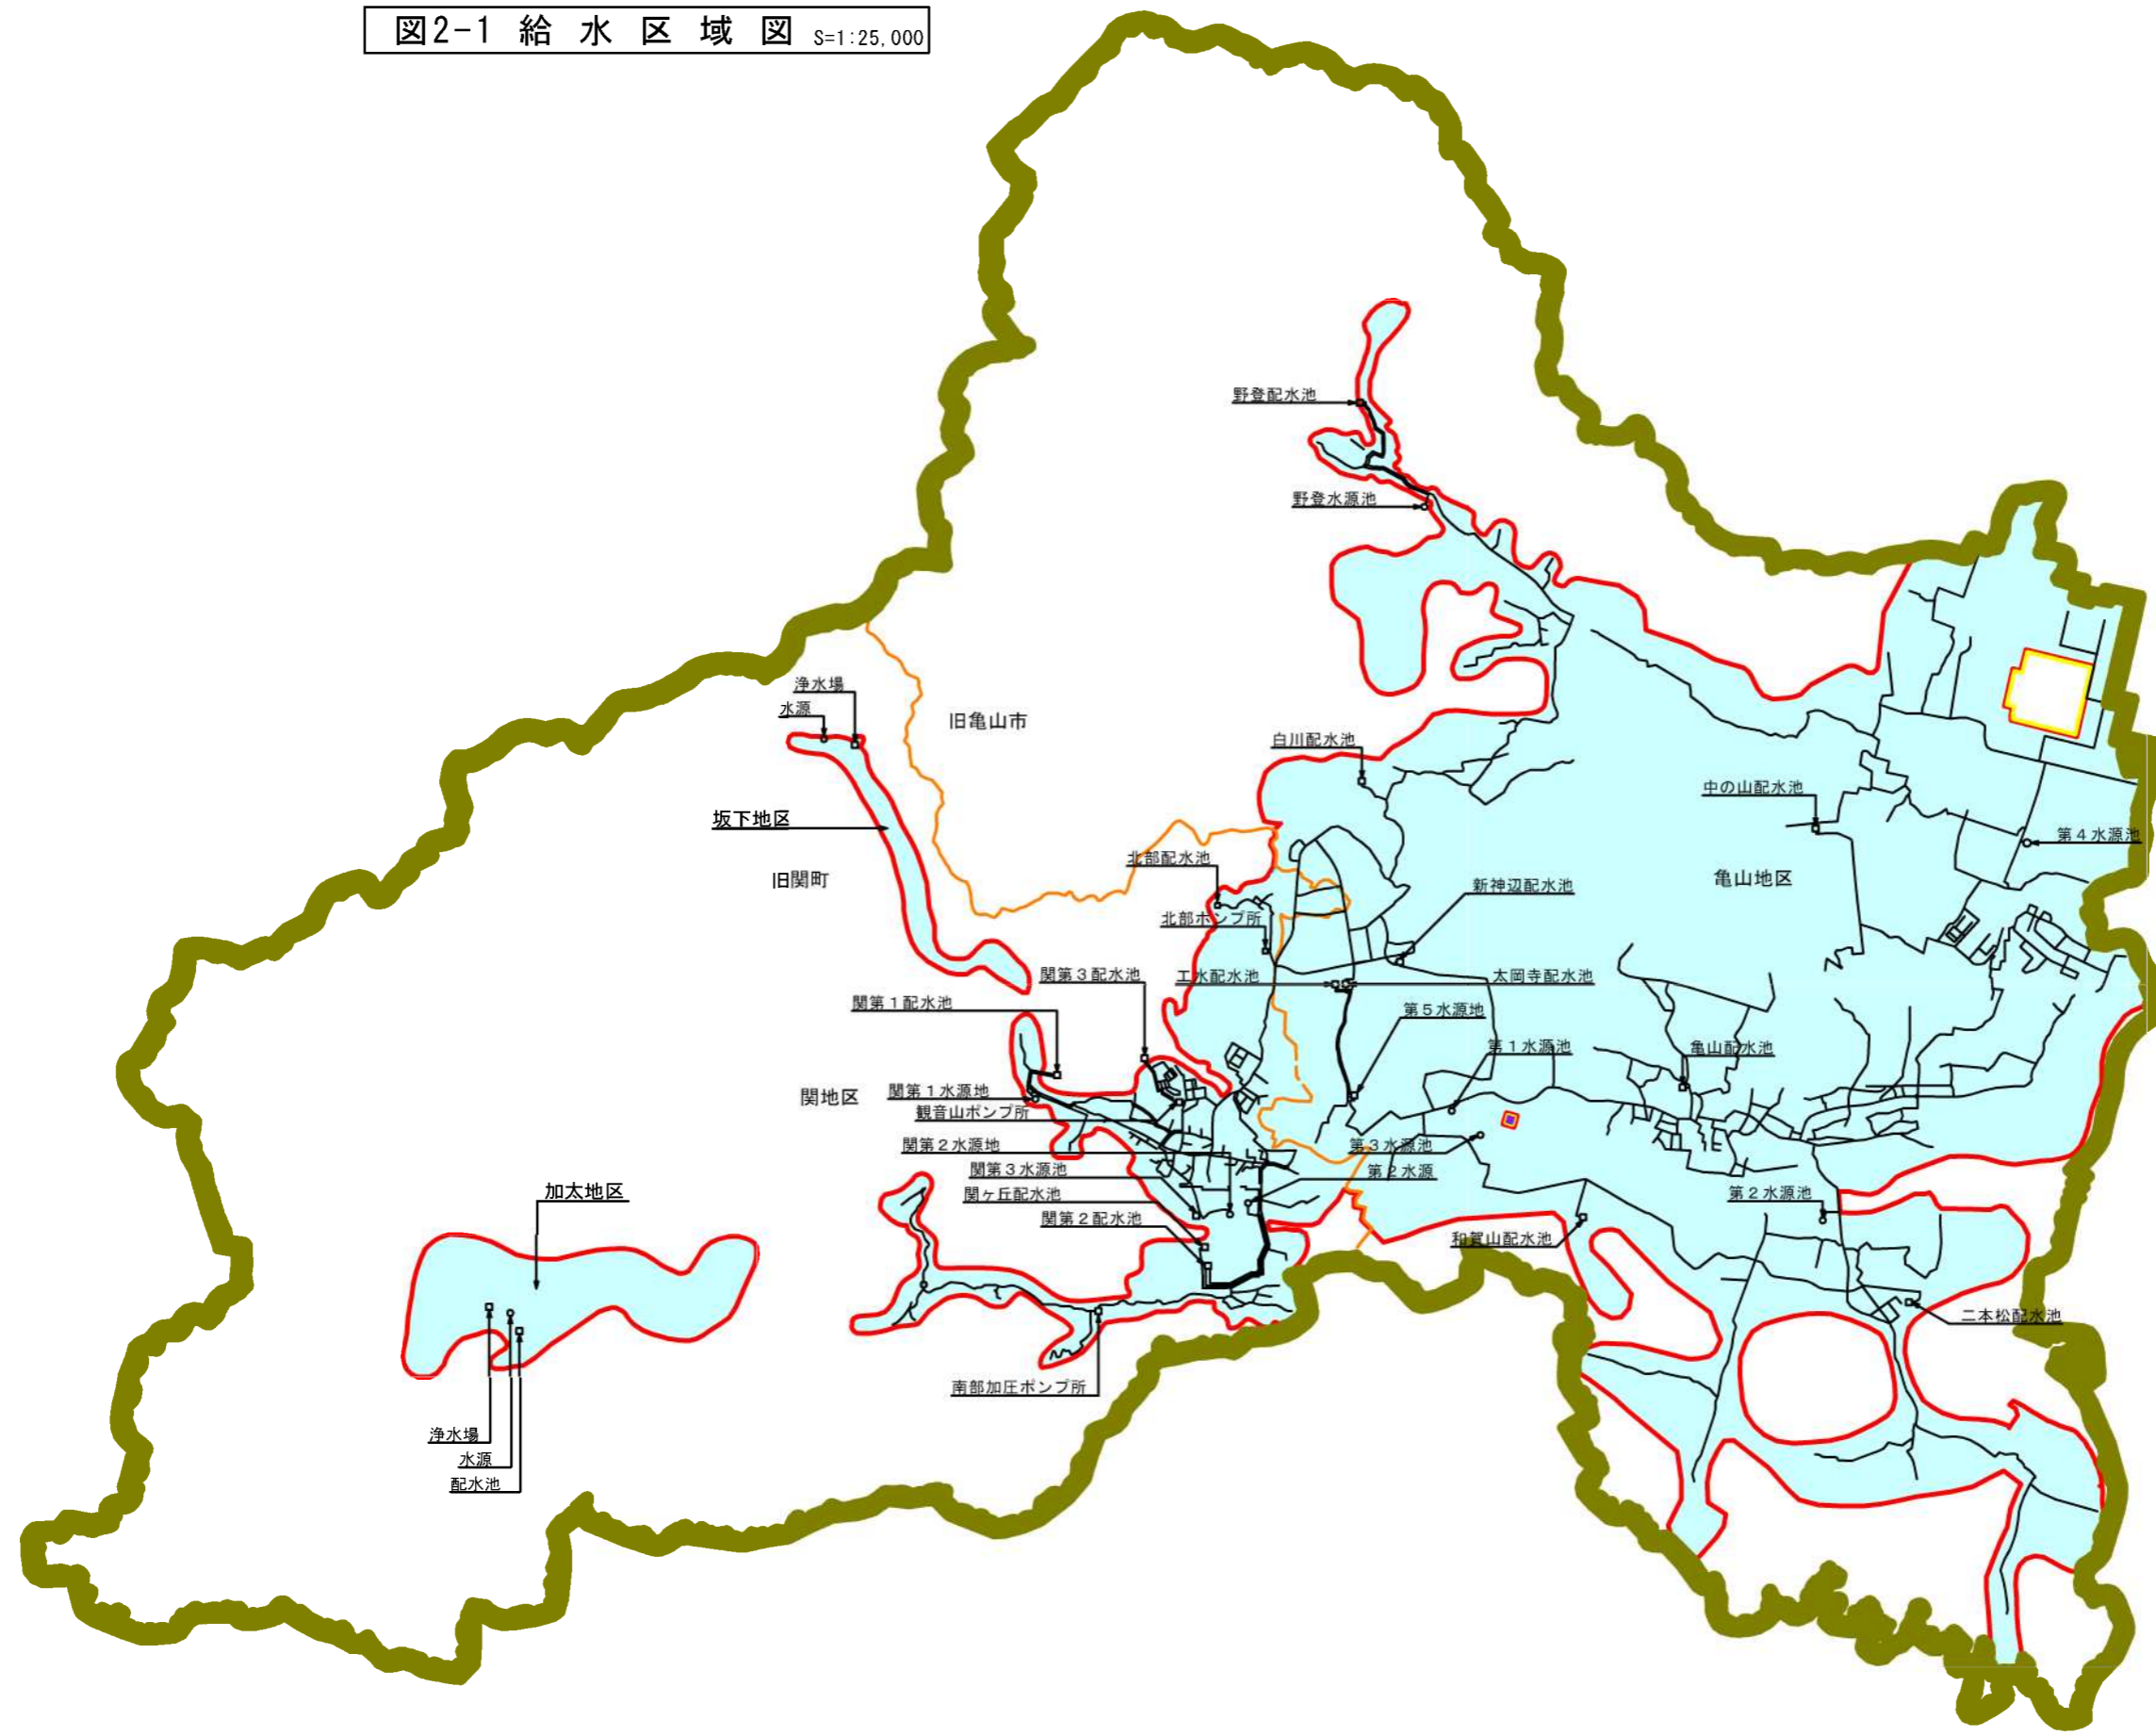 図2-1 給 水 区 域 図 S=1:25,000
野登配水池
野登水源池
浄水場
水源
旧亀山市
白川配水池
中の山配水池
坂下地区
第４水源池
北部配水池
旧関町
亀山地区
新神辺配水池
北部ポンプ所
関第３配水池
工水配水池
太岡寺配水池
関第１配水池
第５水源地
第１水源池
亀山配水池
関地区
関第１水源地
観音山ポンプ所
関第２水源地
第３水源池
関第３水源池
第２水源
加太地区
関ヶ丘配水池
第２水源池
関第２配水池
和賀山配水池
二本松配水池
南部加圧ポンプ所
浄水場
水源
配水池